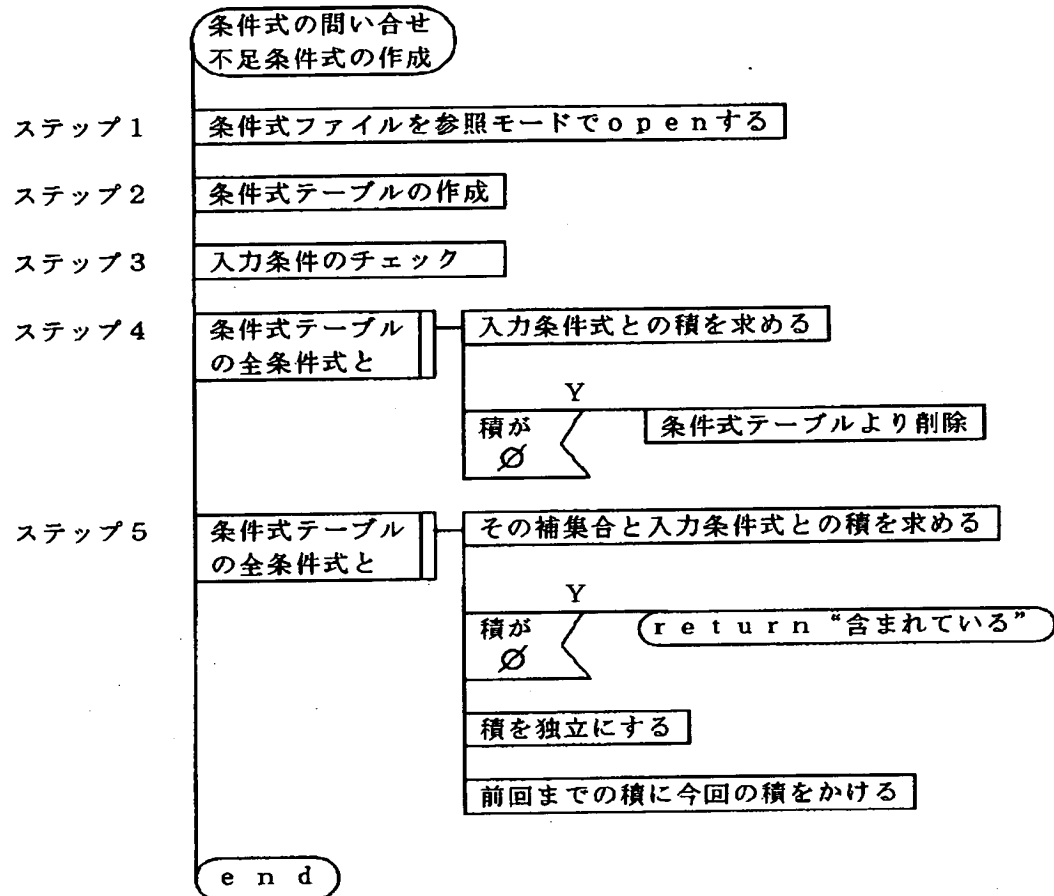 条件式の問い合せ
不足条件式の作成
ステップ1
条件式ファイルを参照モードでopenする
ステップ2
条件式テーブルの作成
ステップ3
入力条件のチェック
ステップ4
条件式テーブル
の全条件式と
入力条件式との積を求める
Y
積が
∅
条件式テーブルより削除
ステップ5
条件式テーブル
の全条件式と
その補集合と入力条件式との積を求める
Y
積が
∅
return“含まれている”
積を独立にする
前回までの積に今回の積をかける
end